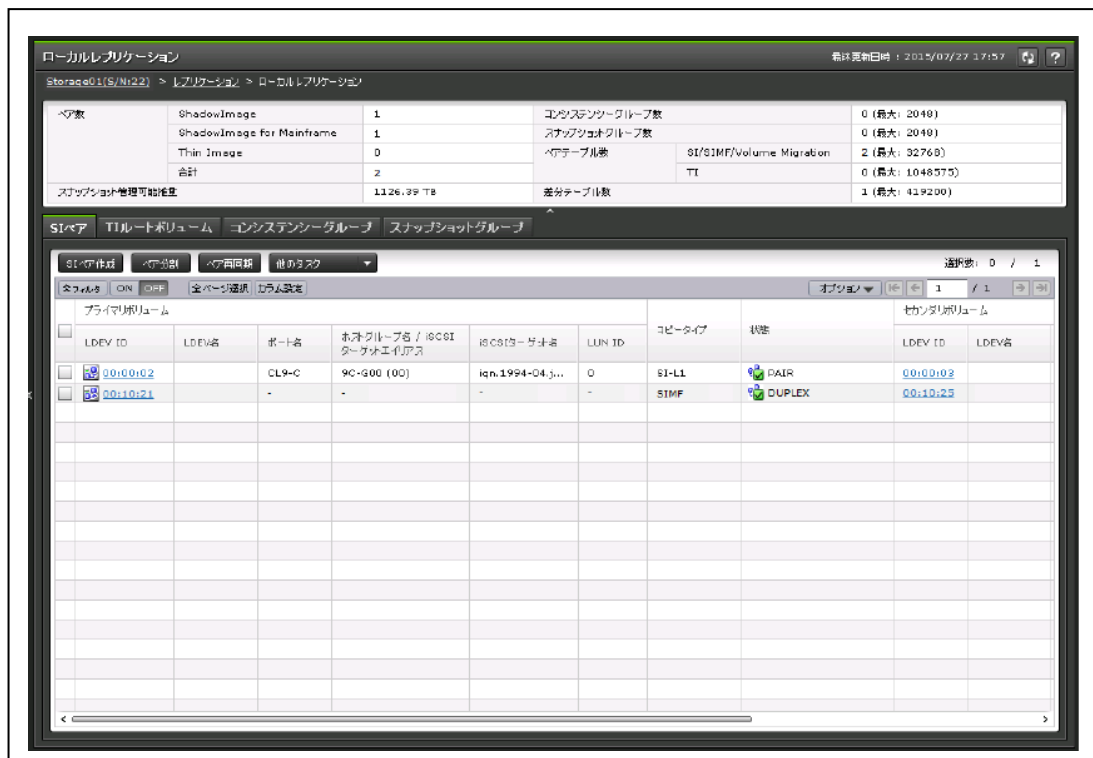 ローカルレプリケーション
最終更新日時 : 2015/07/27 17:57
Storage01(S/N:22) > レプリケーション > ローカルレプリケーション
ペア数 ShadowImage 1 コンシステンシーグループ数 0 (最大: 2048)
ShadowImage for Mainframe 1 スナップショットグループ数 0 (最大: 2048)
Thin Image 0 ペアテーブル数 SI/SIMF/Volume Migration 2 (最大: 32768)
合計 2 TI 0 (最大: 1048575)
スナップショット管理可能容量 1126.39 TB 差分テーブル数 1 (最大: 419200)
SIペア TIルートボリューム コンシステンシーグループ スナップショットグループ
SIペア作成 ペア分割 ペア再同期 他のタスク 選択数: 0 / 1
全フィルタ ON OFF 全ページ選択 カラム設定 オプション 1 / 1
プライマリボリューム コピータイプ 状態 セカンダリボリューム
LDEV ID LDEV名 ポート名 ホストグループ名 / iSCSIターゲットエイリアス iSCSIターゲット名 LUN ID LDEV ID LDEV名
00:00:02 CL9-C 9C-G00 (00) iqn.1994-04.j... 0 SI-L1 PAIR 00:00:03
00:10:21 - - - - SIMF DUPLEX 00:10:25